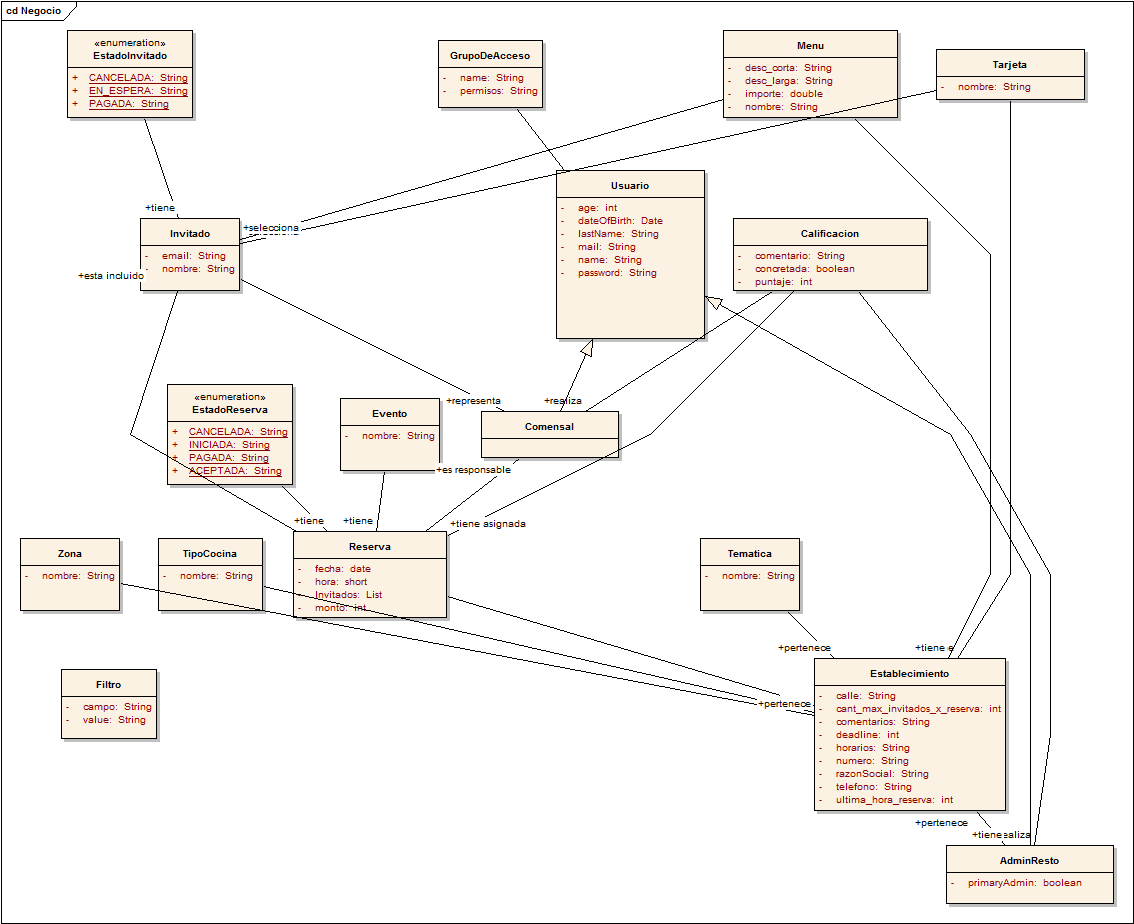 cd Negocio
«enumeration»
EstadoInvitado
+ CANCELADA: String
+ EN_ESPERA: String
+ PAGADA: String
GrupoDeAcceso
- name: String
- permisos: String
Menu
- desc_corta: String
- desc_larga: String
- importe: double
- nombre: String
Tarjeta
- nombre: String
Usuario
- age: int
- dateOfBirth: Date
- lastName: String
- mail: String
- name: String
- password: String
+tiene
Invitado
- email: String
- nombre: String
+selecciona
+esta incluido
Calificacion
- comentario: String
- concretada: boolean
- puntaje: int
«enumeration»
EstadoReserva
+ CANCELADA: String
+ INICIADA: String
+ PAGADA: String
+ ACEPTADA: String
Evento
- nombre: String
+representa
+realiza
Comensal
+es responsable
+tiene
+tiene
+tiene asignada
Zona
- nombre: String
TipoCocina
- nombre: String
Reserva
- fecha: date
- hora: short
- Invitados: List
- monto: int
Tematica
- nombre: String
+pertenece
+tiene
Filtro
- campo: String
- value: String
+pertenece
Establecimiento
- calle: String
- cant_max_invitados_x_reserva: int
- comentarios: String
- deadline: int
- horarios: String
- numero: String
- razonSocial: String
- telefono: String
- ultima_hora_reserva: int
+pertenece
+tiene
AdminResto
- primaryAdmin: boolean